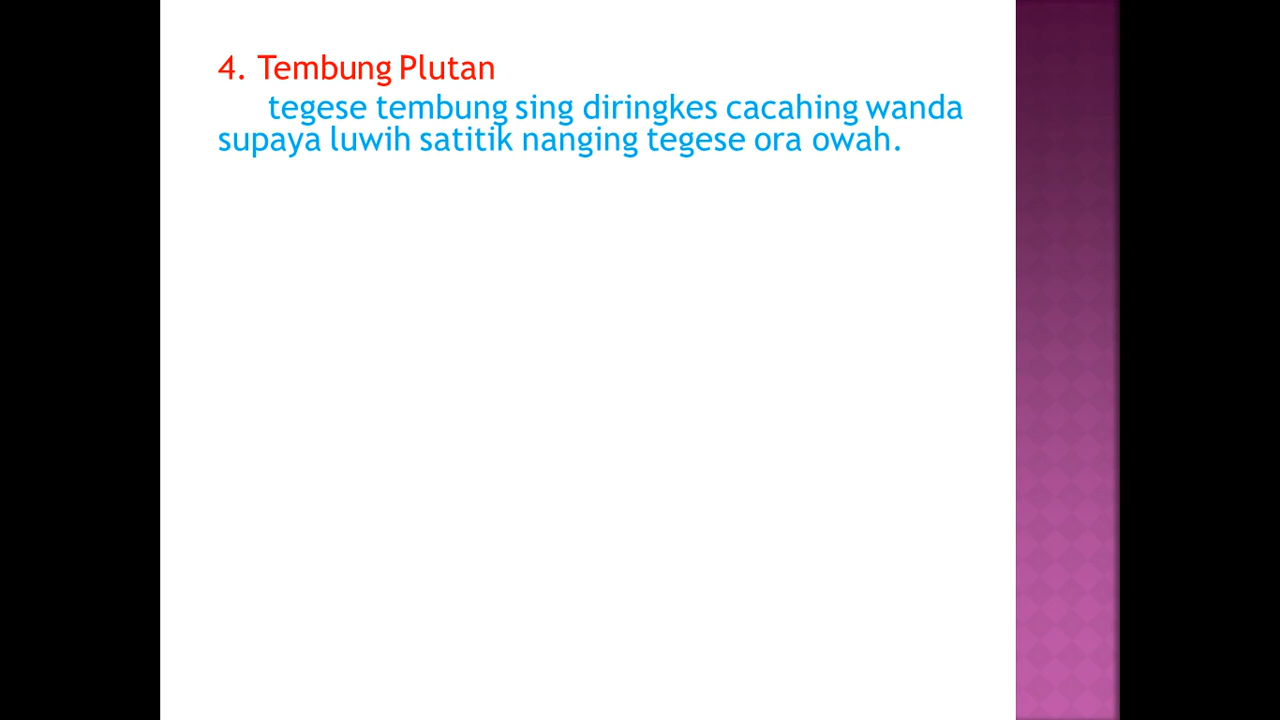 4. Tembung Plutan
tegese tembung sing diringkes cacahing wanda
supaya luwih satitik nanging tegese ora owah.